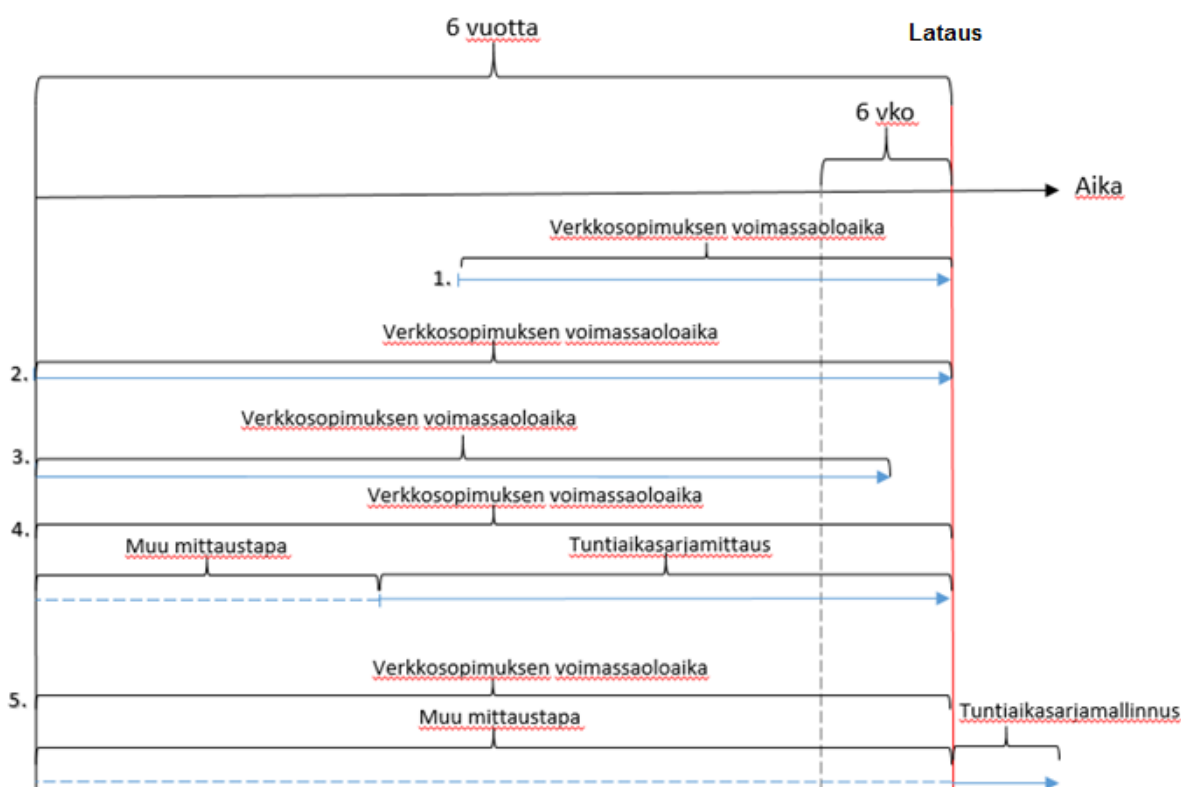 6 vuotta
Lataus
6 vko
Aika
Verkkosopimuksen voimassaoloaika
1.
Verkkosopimuksen voimassaoloaika
2.
Verkkosopimuksen voimassaoloaika
3.
Verkkosopimuksen voimassaoloaika
4.
Muu mittaustapa
Tuntiaikasarjamittaus
Verkkosopimuksen voimassaoloaika
5.
Muu mittaustapa
Tuntiaikasarjamallinnus